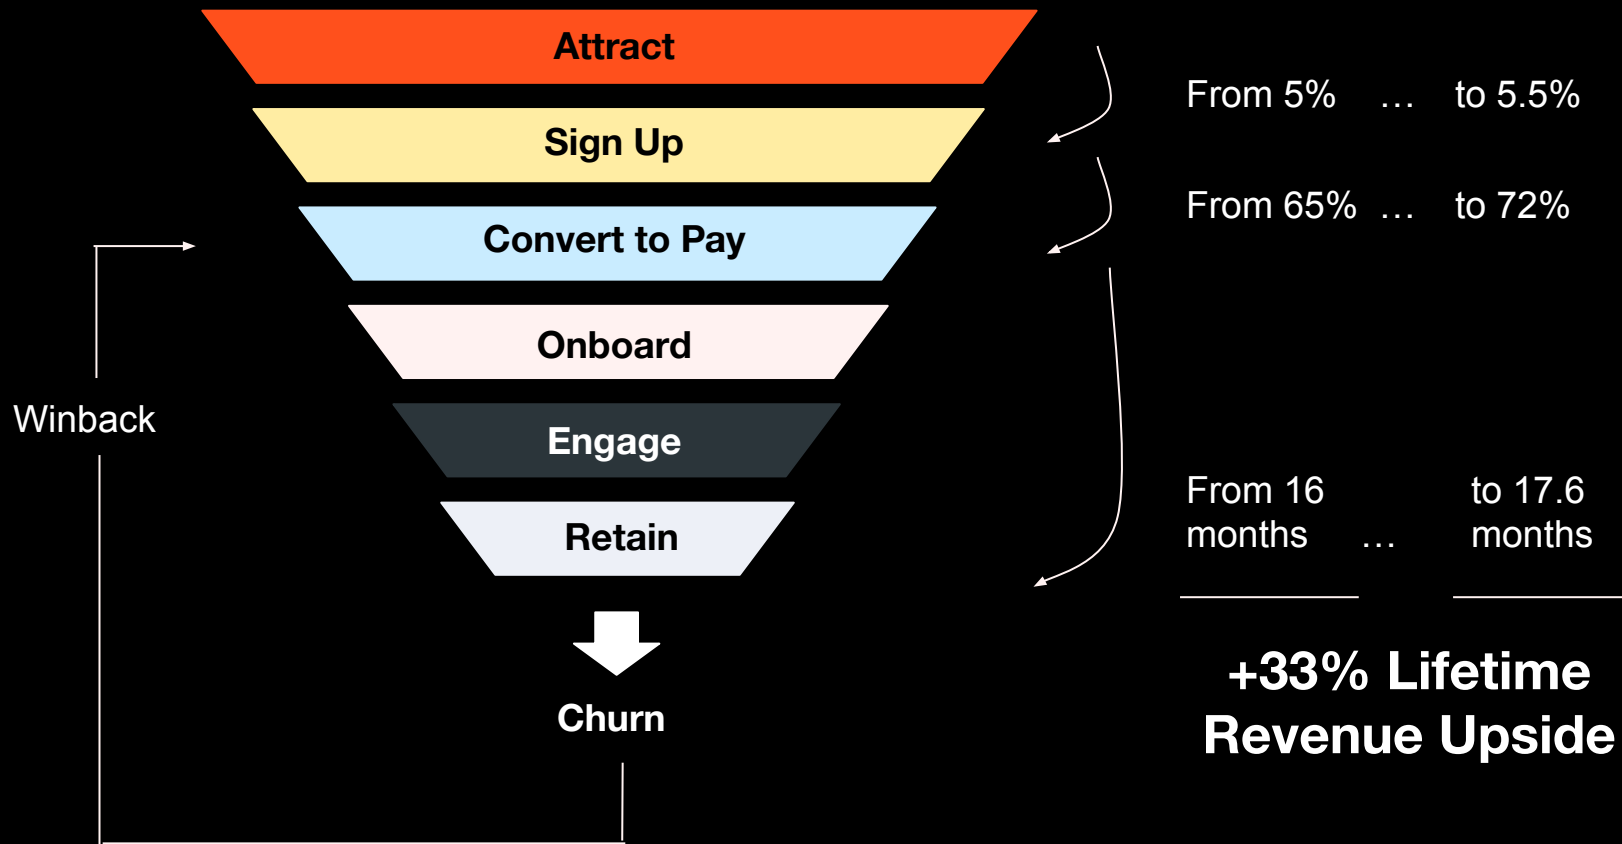 Attract
From 5% … to 5.5%
Sign Up
From 65% … to 72%
Convert to Pay
Onboard
Winback
Engage
From 16 months … to 17.6 months
Retain
+33% Lifetime
Revenue Upside
Churn